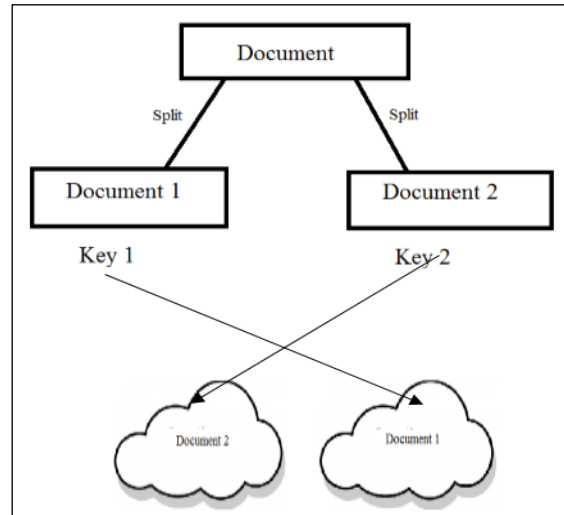 Document
Split
Split
Document 1
Document 2
Key 1
Key 2
Document 2
Document 1